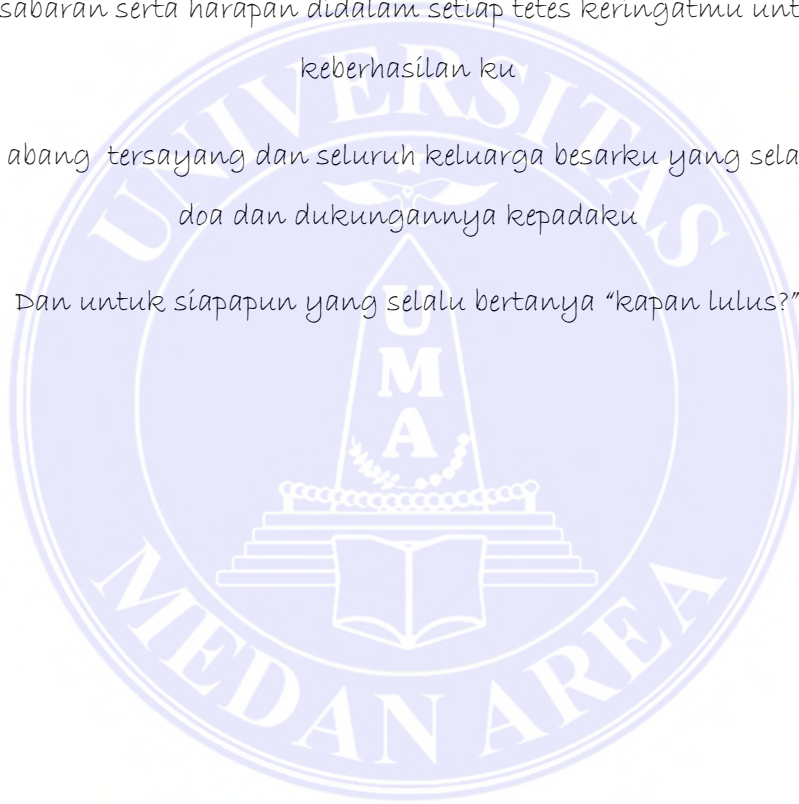 sabaran serta harapan didalam setiap tetes keringatmu unt
keberhasilan ku
abang tersayang dan seluruh keluarga besarku yang sela
doa dan dukungannya kepadaku
Dan untuk siapapun yang selalu bertanya “kapan lulus?”
UNIVERSITAS
U
M
A
MEDAN AREA